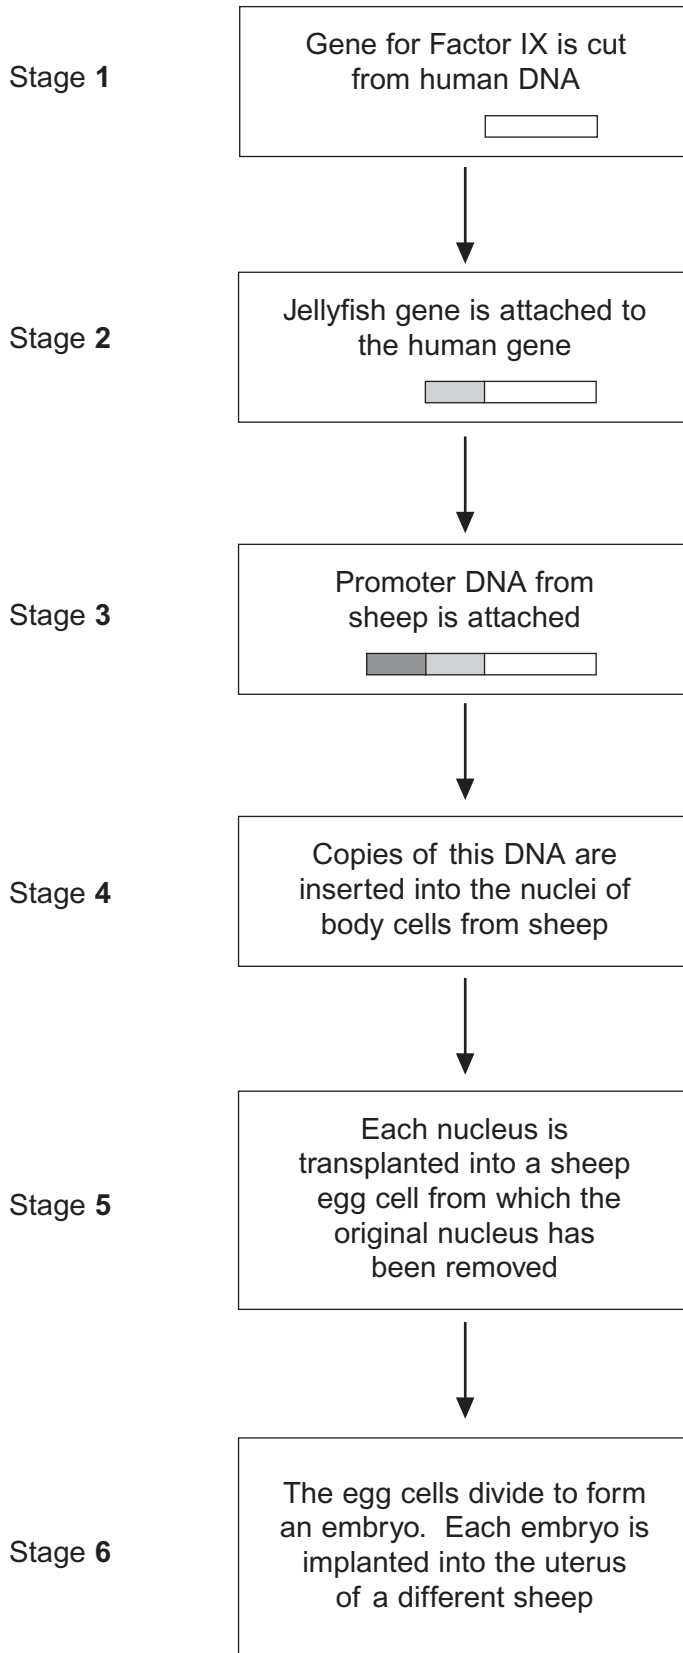 Stage 1
Gene for Factor IX is cut
from human DNA
Stage 2
Jellyfish gene is attached to
the human gene
Stage 3
Promoter DNA from
sheep is attached
Stage 4
Copies of this DNA are
inserted into the nuclei of
body cells from sheep
Stage 5
Each nucleus is
transplanted into a sheep
egg cell from which the
original nucleus has
been removed
Stage 6
The egg cells divide to form
an embryo. Each embryo is
implanted into the uterus
of a different sheep